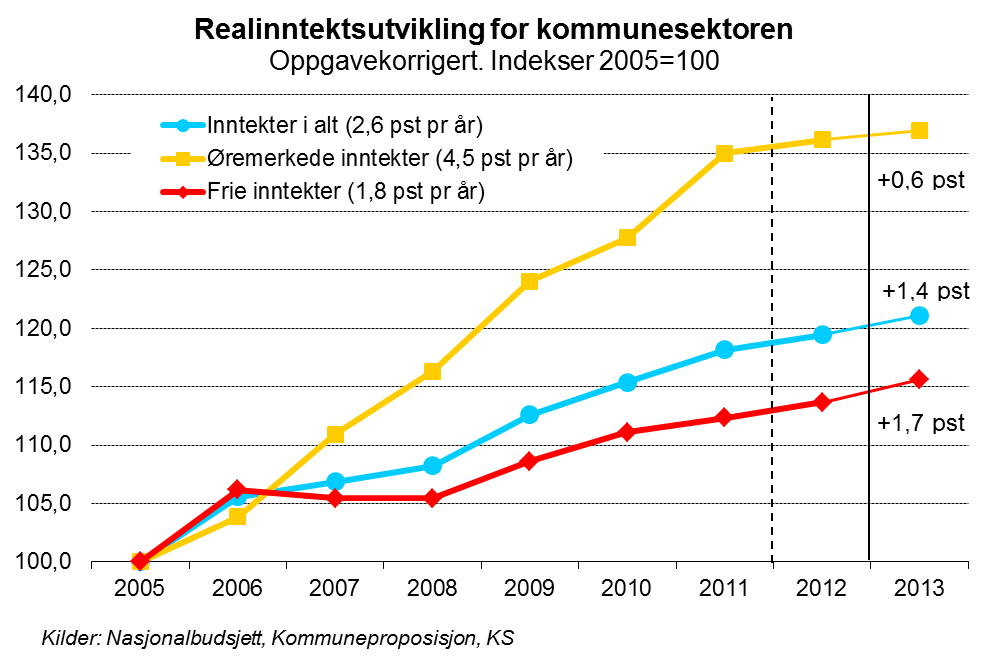 Realinntektsutvikling for kommunesektoren
Oppgavekorrigert. Indekser 2005=100
140,0
Inntekter i alt (2,6 pst pr år)
135,0
Øremerkede inntekter (4,5 pst pr år)
Frie inntekter (1,8 pst pr år)
+0,6 pst
130,0
125,0
+1,4 pst
120,0
115,0
+1,7 pst
110,0
105,0
100,0
2005 2006 2007 2008 2009 2010 2011 2012 2013
Kilder: Nasjonalbudsjett, Kommuneproposisjon, KS